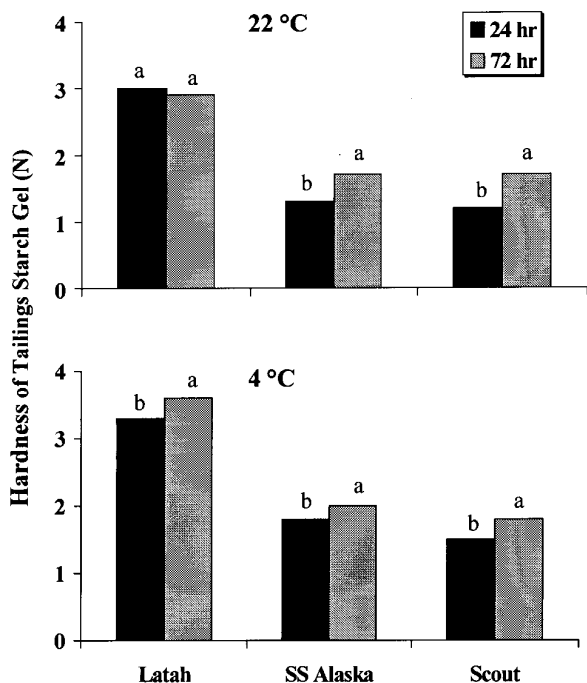 22 °C
24 hr
72 hr
Hardness of Tailings Starch Gel (N)
4
3
2
1
0
a a
b a
b a
4 °C
4
3
2
1
0
b a
b a
b a
Latah SS Alaska Scout